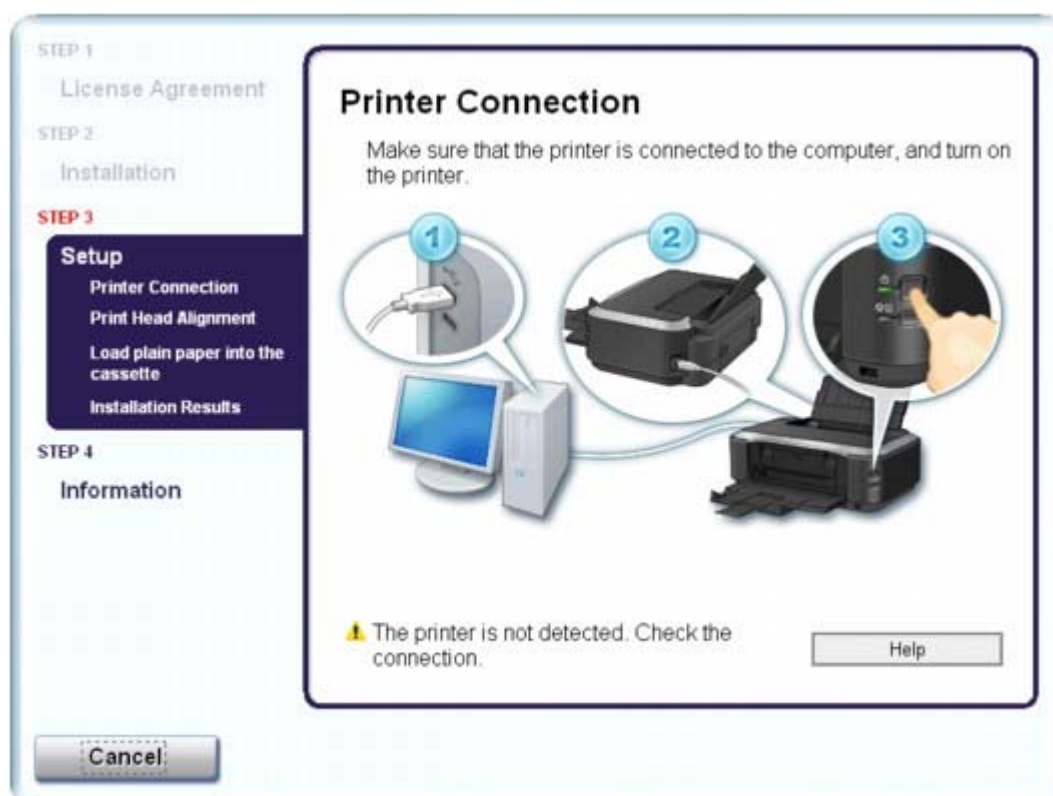 STEP 1
License Agreement
STEP 2
Installation
STEP 3
Setup
Printer Connection
Print Head Alignment
Load plain paper into the
cassette
Installation Results
STEP 4
Information
Printer Connection
Make sure that the printer is connected to the computer, and turn on
the printer.
1
2
3
The printer is not detected. Check the
connection.
Help
Cancel